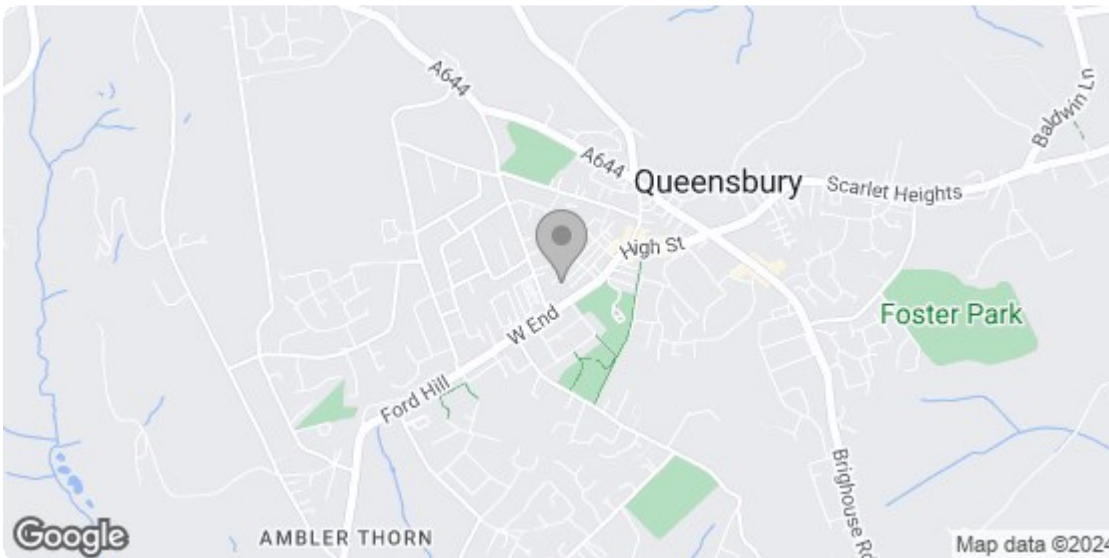 A644
Baldwin Ln
A644
Queensbury
Scarlet Heights
High St
Foster Park
W End
Ford Hill
Brighouse Ro
AMBLER THORN
Google
Map data ©2024